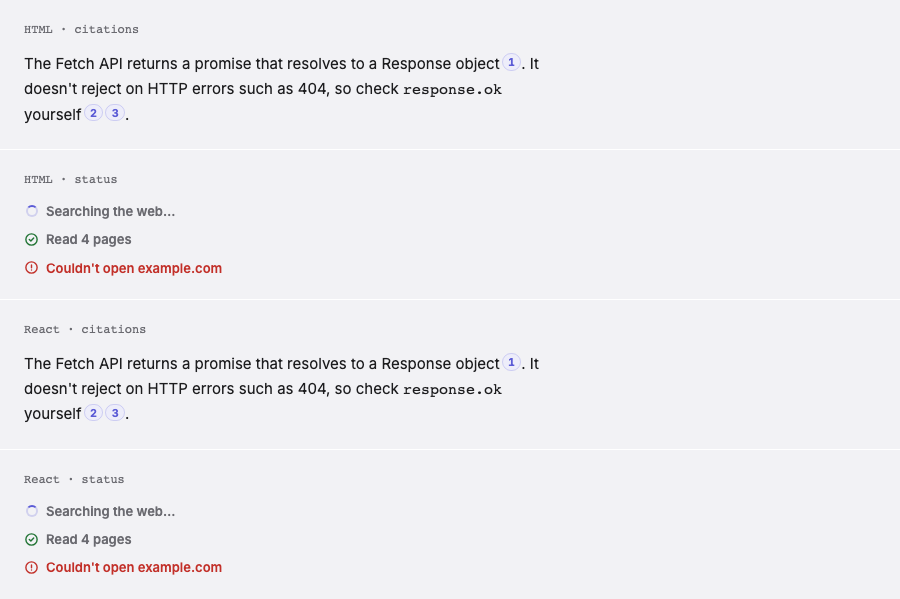 HTML · citations
The Fetch API returns a promise that resolves to a Response object 1. It
doesn't reject on HTTP errors such as 404, so check response.ok
yourself 2 3.
HTML · status
Searching the web…
Read 4 pages
Couldn't open example.com
React · citations
The Fetch API returns a promise that resolves to a Response object 1. It
doesn't reject on HTTP errors such as 404, so check response.ok
yourself 2 3.
React · status
Searching the web…
Read 4 pages
Couldn't open example.com